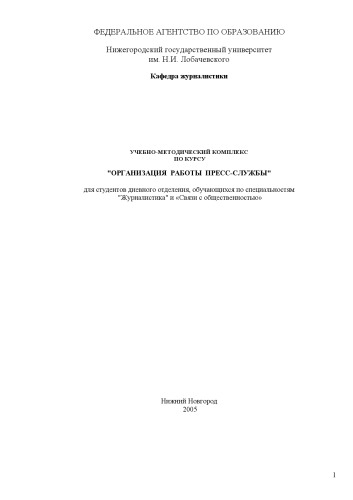 ФЕДЕРАЛЬНОЕ АГЕНТСТВО ПО ОБРАЗОВАНИЮ
Нижегородский государственный университет
им. Н.И. Лобачевского
Кафедра журналистики
УЧЕБНО-МЕТОДИЧЕСКИЙ КОМПЛЕКС
ПО КУРСУ
"ОРГАНИЗАЦИЯ РАБОТЫ ПРЕСС-СЛУЖБЫ"
для студентов дневного отделения, обучающихся по специальностям
"Журналистика" и «Связи с общественностью»
Нижний Новгород
2005
1